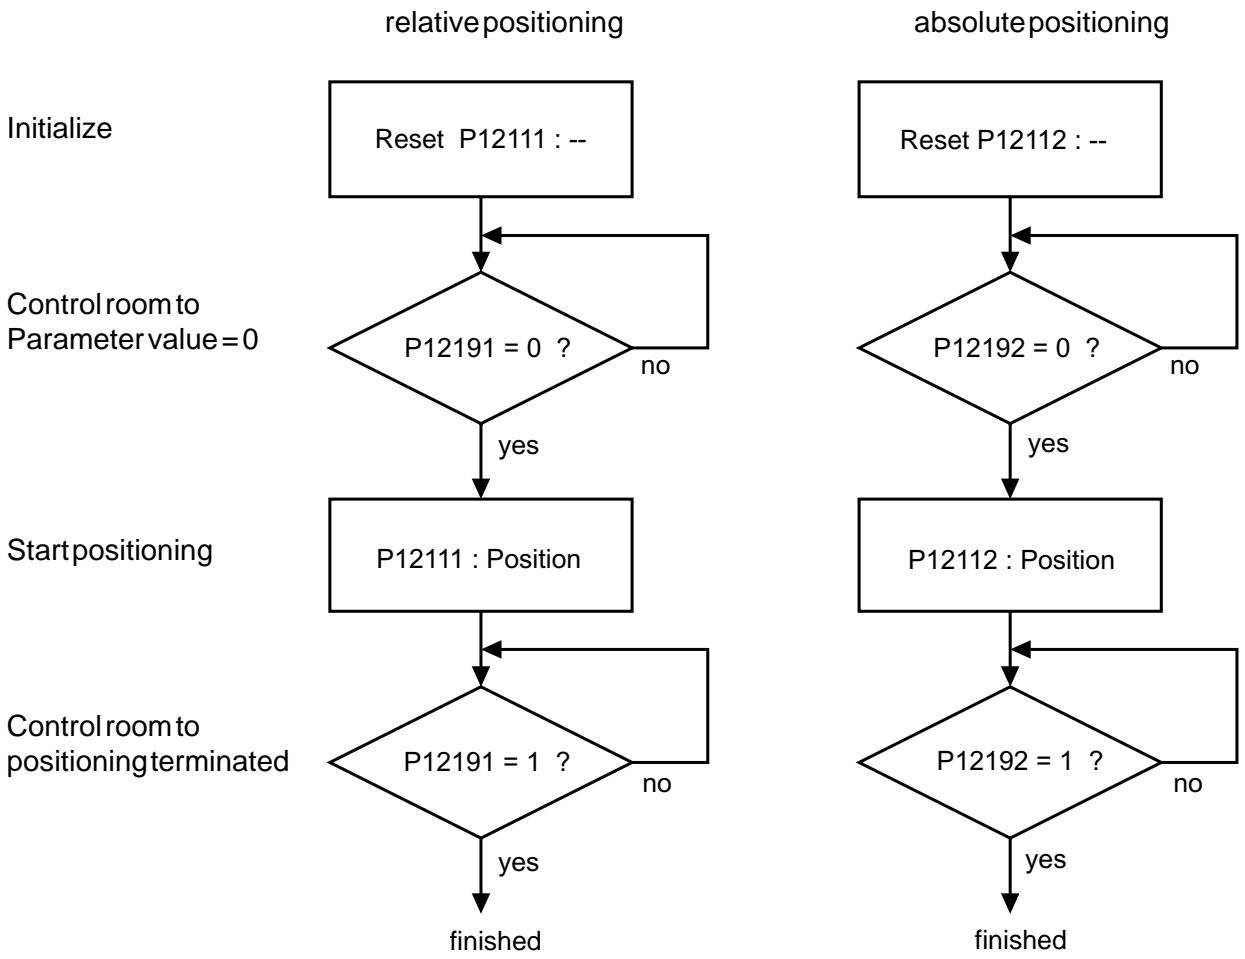 relative positioning
absolute positioning
Initialize
Reset P12111 : --
Reset P12112 : --
Control room to
Parameter value = 0
P12191 = 0 ?
no
yes
P12192 = 0 ?
no
yes
Start positioning
P12111 : Position
P12112 : Position
Control room to
positioning terminated
P12191 = 1 ?
no
yes
P12192 = 1 ?
no
yes
finished
finished